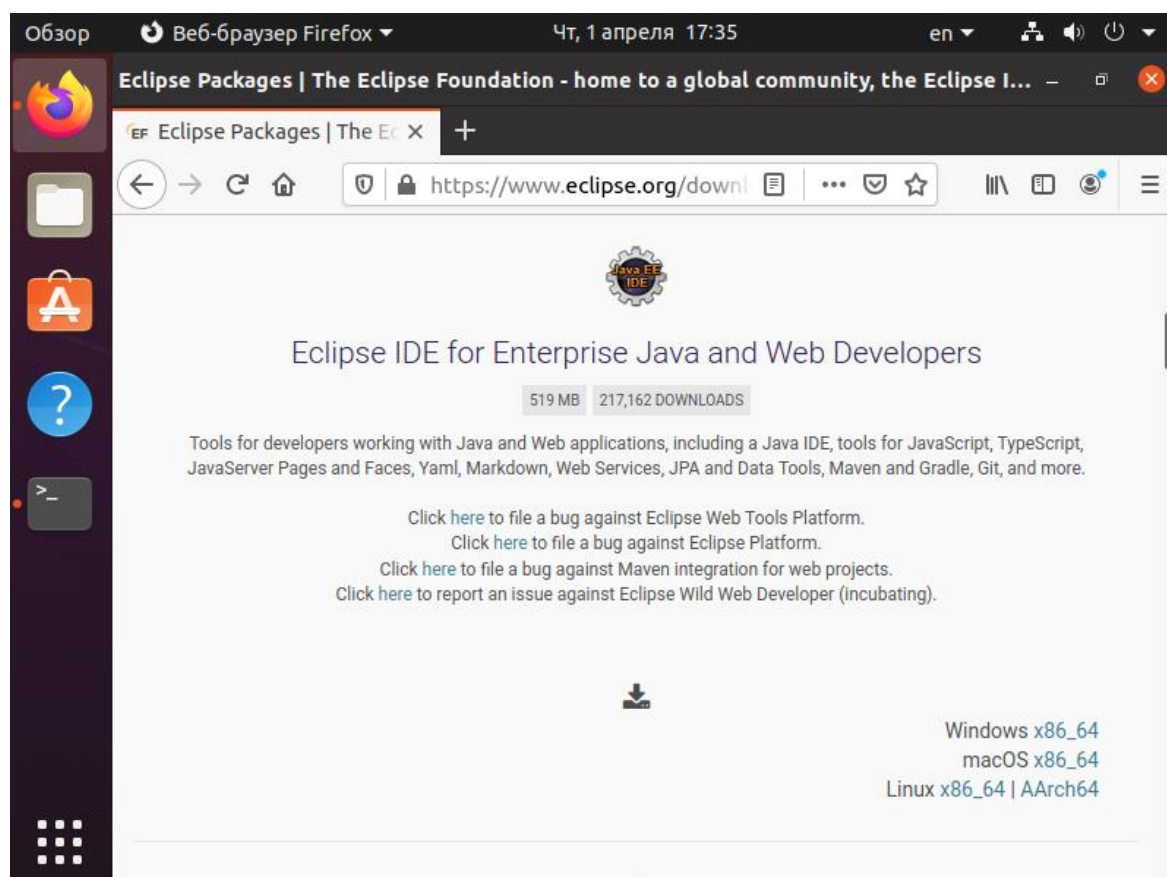 Обзор Веб-браузер Firefox Чт, 1 апреля 17:35 en
Eclipse Packages | The Eclipse Foundation - home to a global community, the Eclipse I...
EF Eclipse Packages | The Ec
https://www.eclipse.org/downl
Java EE
IDE
Eclipse IDE for Enterprise Java and Web Developers
519 MB 217,162 DOWNLOADS
Tools for developers working with Java and Web applications, including a Java IDE, tools for JavaScript, TypeScript,
JavaServer Pages and Faces, Yaml, Markdown, Web Services, JPA and Data Tools, Maven and Gradle, Git, and more.
Click here to file a bug against Eclipse Web Tools Platform.
Click here to file a bug against Eclipse Platform.
Click here to file a bug against Maven integration for web projects.
Click here to report an issue against Eclipse Wild Web Developer (incubating).
Windows x86_64
macOS x86_64
Linux x86_64 | AArch64